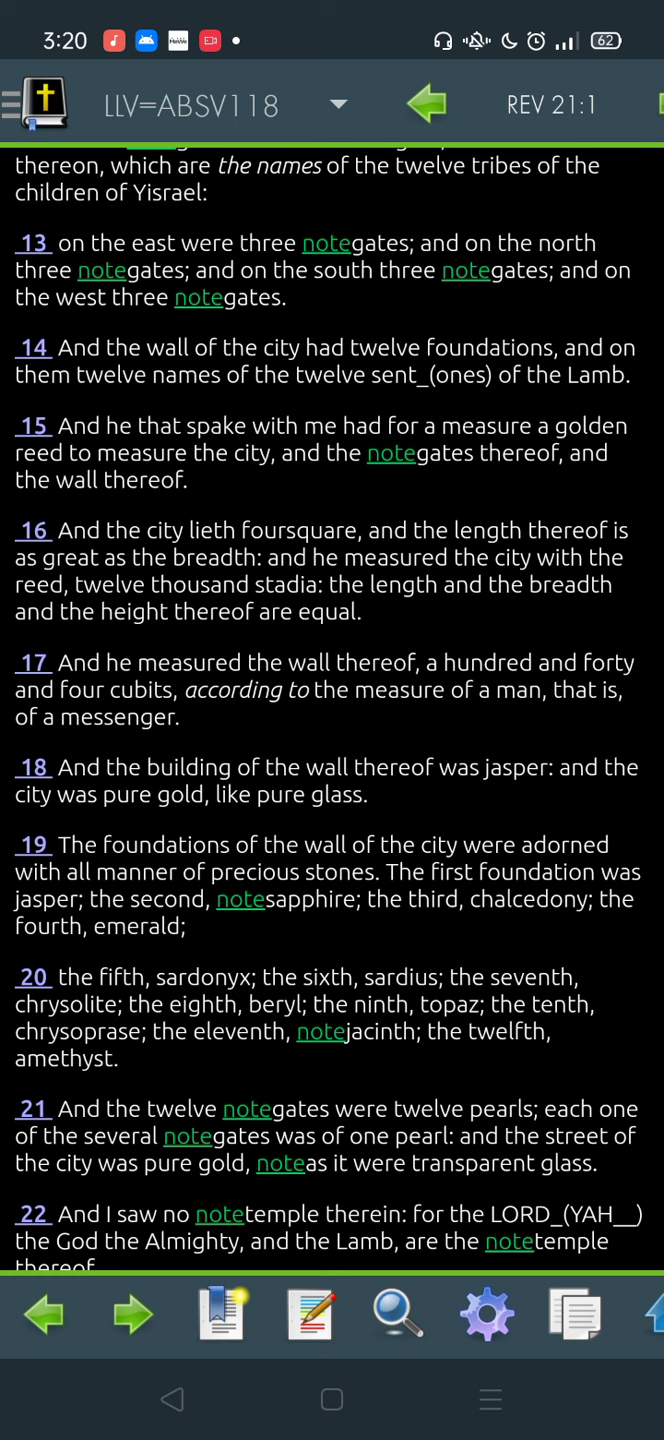 3:20
62
LLV=ABSV118
REV 21:1
thereon, which are the names of the twelve tribes of the
children of Yisrael:
13 on the east were three notegates; and on the north
three notegates; and on the south three notegates; and on
the west three notegates.
14 And the wall of the city had twelve foundations, and on
them twelve names of the twelve sent_(ones) of the Lamb.
15 And he that spake with me had for a measure a golden
reed to measure the city, and the notegates thereof, and
the wall thereof.
16 And the city lieth foursquare, and the length thereof is
as great as the breadth: and he measured the city with the
reed, twelve thousand stadia: the length and the breadth
and the height thereof are equal.
17 And he measured the wall thereof, a hundred and forty
and four cubits, according to the measure of a man, that is,
of a messenger.
18 And the building of the wall thereof was jasper: and the
city was pure gold, like pure glass.
19 The foundations of the wall of the city were adorned
with all manner of precious stones. The first foundation was
jasper; the second, notesapphire; the third, chalcedony; the
fourth, emerald;
20 the fifth, sardonyx; the sixth, sardius; the seventh,
chrysolite; the eighth, beryl; the ninth, topaz; the tenth,
chrysoprase; the eleventh, notejacinth; the twelfth,
amethyst.
21 And the twelve notegates were twelve pearls; each one
of the several notegates was of one pearl: and the street of
the city was pure gold, noteas it were transparent glass.
22 And I saw no notetemple therein: for the LORD_(YAH__)
the God the Almighty, and the Lamb, are the notetemple
thereof